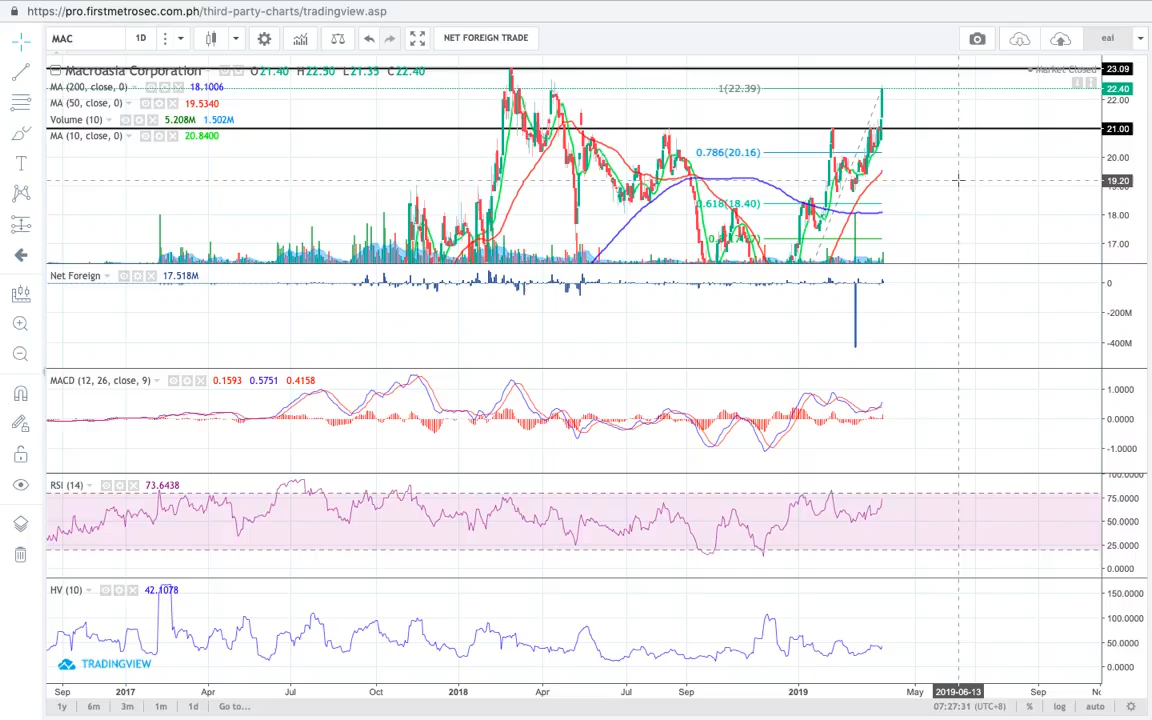 https://pro.firstmetrosec.com.ph/third-party-charts/tradingview.asp
MAC 1D NET FOREIGN TRADE eal
Macroasia Corporation O21.40 H22.50 L21.35 C22.40
Market Closed
MA (200, close, 0) 18.1006
MA (50, close, 0) 19.5340
Volume (10) 5.208M 1.502M
MA (10, close, 0) 20.8400
1(22.39)
0.786(20.16)
0.618(18.40)
23.09
22.40
22.00
21.00
20.00
19.20
18.00
17.00
Net Foreign 17.518M
0
-200M
-400M
MACD (12, 26, close, 9) 0.1593 0.5751 0.4158
1.0000
0.0000
-1.0000
RSI (14) 73.6438
100.0000
75.0000
50.0000
25.0000
0.0000
HV (10) 42.1078
150.0000
100.0000
50.0000
0.0000
TRADINGVIEW
Sep 2017 Apr Jul Oct 2018 Apr Jul Sep 2019 May 2019-06-13 Sep
1y 6m 3m 1m 1d Go to... 07:27:31 (UTC+8) % log auto